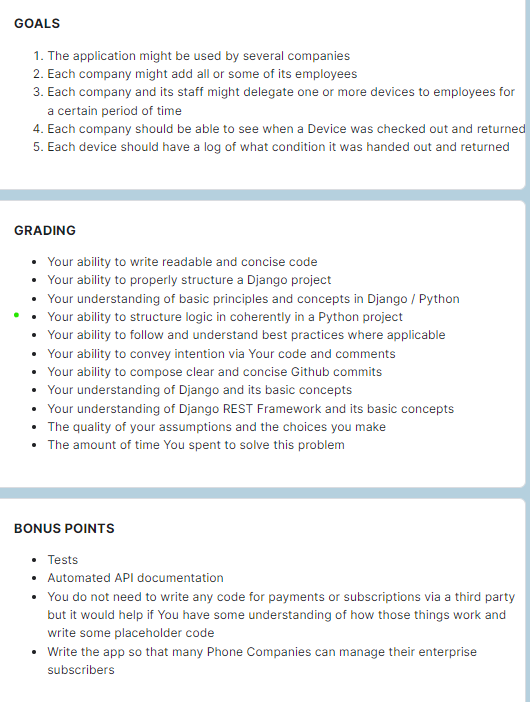 GOALS
1. The application might be used by several companies
2. Each company might add all or some of its employees
3. Each company and its staff might delegate one or more devices to employees for
a certain period of time
4. Each company should be able to see when a Device was checked out and returned
5. Each device should have a log of what condition it was handed out and returned
GRADING
• Your ability to write readable and concise code
• Your ability to properly structure a Django project
• Your understanding of basic principles and concepts in Django / Python
• Your ability to structure logic in coherently in a Python project
• Your ability to follow and understand best practices where applicable
• Your ability to convey intention via Your code and comments
• Your ability to compose clear and concise Github commits
• Your understanding of Django and its basic concepts
• Your understanding of Django REST Framework and its basic concepts
• The quality of your assumptions and the choices you make
• The amount of time You spent to solve this problem
BONUS POINTS
• Tests
• Automated API documentation
• You do not need to write any code for payments or subscriptions via a third party
but it would help if You have some understanding of how those things work and
write some placeholder code
• Write the app so that many Phone Companies can manage their enterprise
subscribers